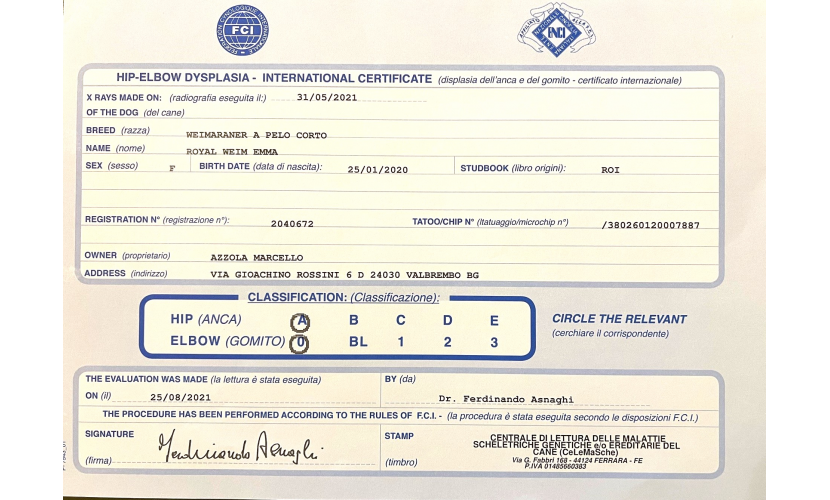 FEDERATION CYNOLOGIQUE INTERNATIONALE
FCI
AFFILIATO ALLA F.C.I.
ENCI
HIP-ELBOW DYSPLASIA - INTERNATIONAL CERTIFICATE (displasia dell'anca e del gomito - certificato internazionale)
X RAYS MADE ON: (radiografia eseguita il:) 31/05/2021
OF THE DOG (del cane)
BREED (razza) WEIMARANER A PELO CORTO
NAME (nome) ROYAL WEIM EMMA
SEX (sesso) F BIRTH DATE (data di nascita): 25/01/2020 STUDBOOK (libro origini): ROI
REGISTRATION N° (registrazione n°): 2040672 TATOO/CHIP N° (ltatuaggio/microchip n°) /380260120007887
OWNER (proprietario) AZZOLA MARCELLO
ADDRESS (indirizzo) VIA GIOACHINO ROSSINI 6 D 24030 VALBREMBO BG
CLASSIFICATION: (Classificazione):
HIP (ANCA) A B C D E
ELBOW (GOMITO) 0 BL 1 2 3
CIRCLE THE RELEVANT
(cerchiare il corrispondente)
THE EVALUATION WAS MADE (la lettura è stata eseguita) BY (da)
ON (il) 25/08/2021 Dr. Ferdinando Asnaghi
THE PROCEDURE HAS BEEN PERFORMED ACCORDING TO THE RULES OF F.C.I. - (la procedura è stata eseguita secondo le disposizioni F.C.I.)
SIGNATURE
(firma) Ferdinando Asnaghi
STAMP
(timbro)
CENTRALE DI LETTURA DELLE MALATTIE
SCHELETRICHE GENETICHE e/o EREDITARIE DEL
CANE (CeLeMaSche)
Via G. Fabbri 168 - 44124 FERRARA - FE
P.IVA 01485660383